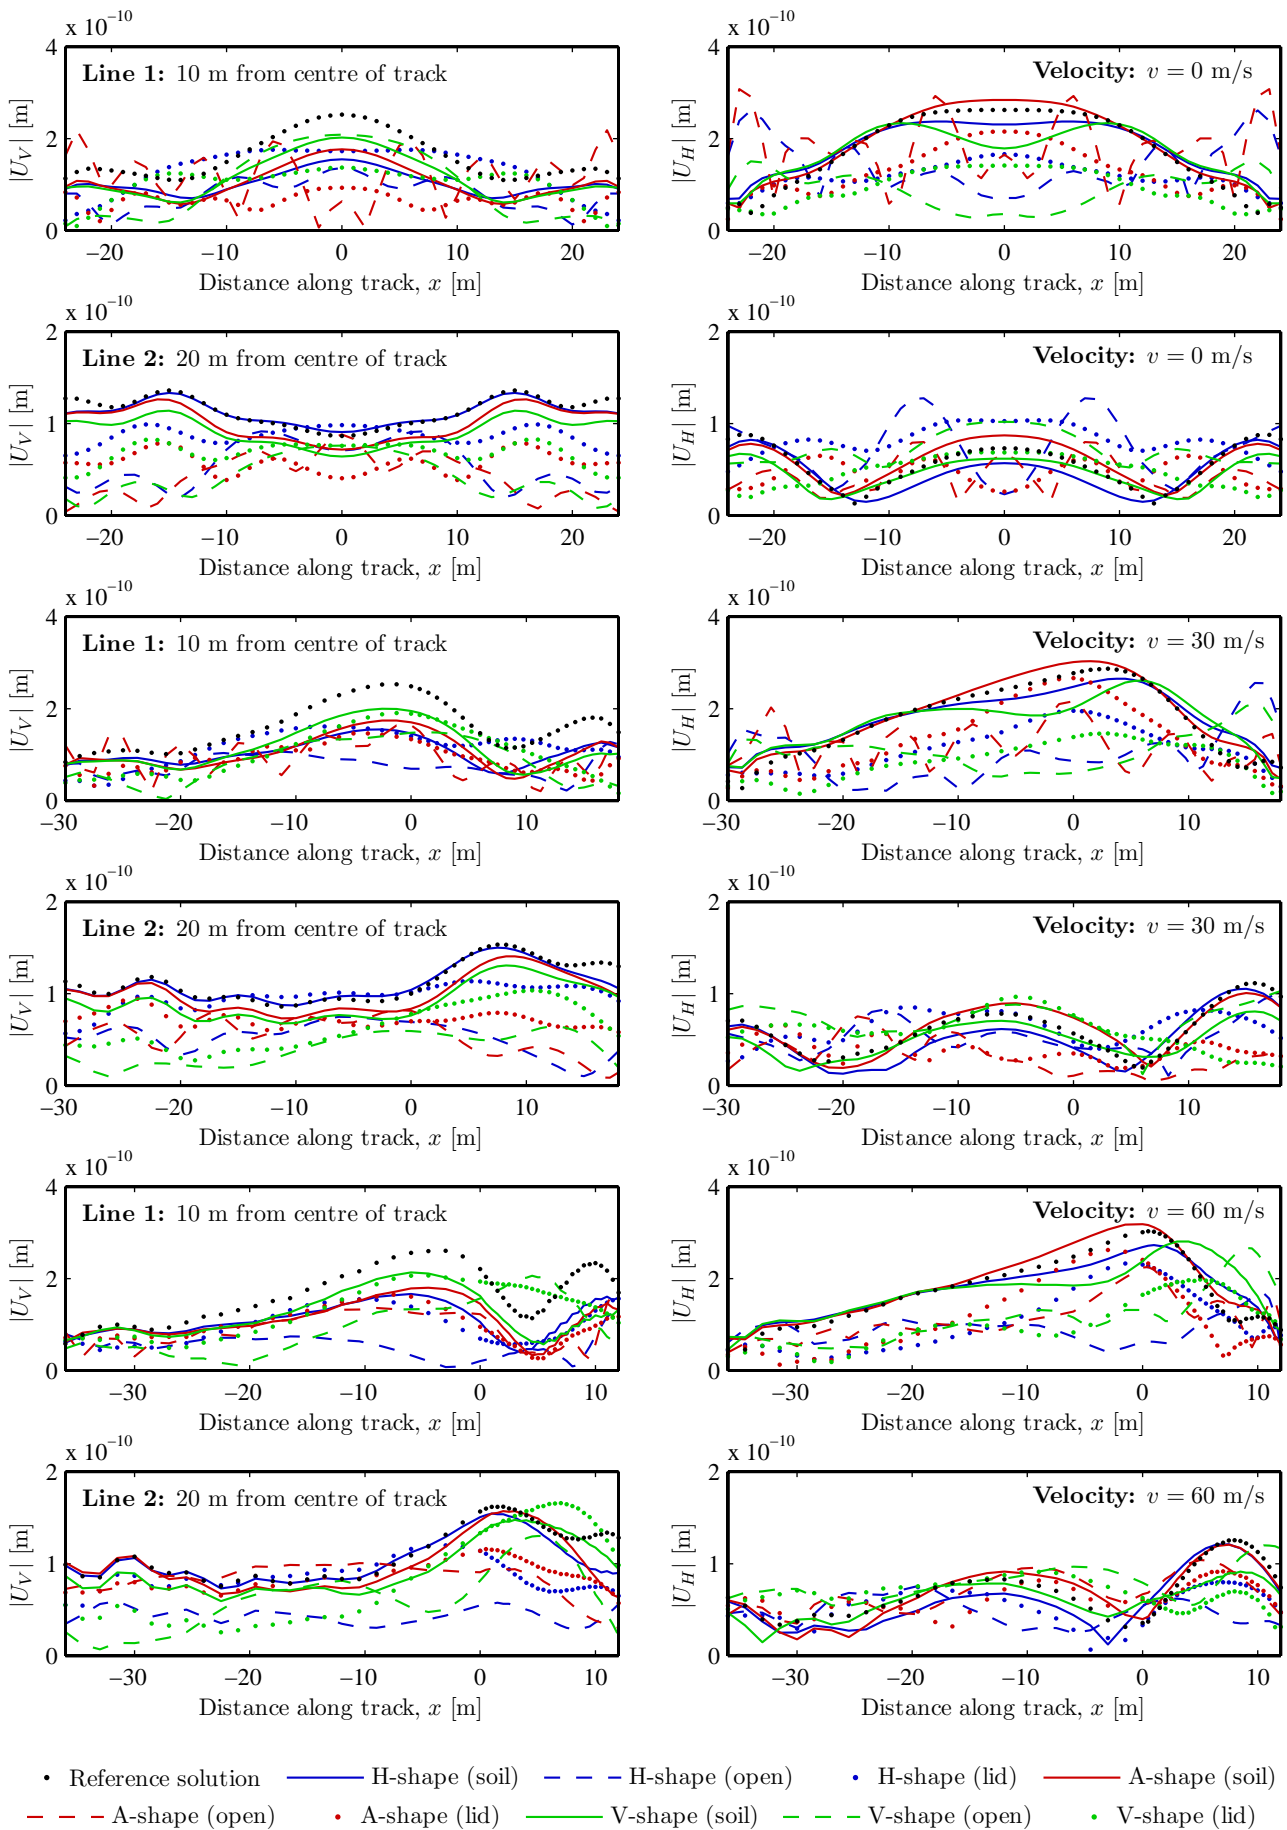 x 10⁻¹⁰
4
2
0
|U_V| [m]
Line 1: 10 m from centre of track
−20 −10 0 10 20
Distance along track, x [m]
4
2
0
|U_H| [m]
Velocity: v = 0 m/s
−20 −10 0 10 20
Distance along track, x [m]
x 10⁻¹⁰
2
1
0
|U_V| [m]
Line 2: 20 m from centre of track
−20 −10 0 10 20
Distance along track, x [m]
x 10⁻¹⁰
2
1
0
|U_H| [m]
Velocity: v = 0 m/s
−20 −10 0 10 20
Distance along track, x [m]
x 10⁻¹⁰
4
2
0
|U_V| [m]
Line 1: 10 m from centre of track
−30 −20 −10 0 10
Distance along track, x [m]
x 10⁻¹⁰
4
2
0
|U_H| [m]
Velocity: v = 30 m/s
−30 −20 −10 0 10
Distance along track, x [m]
x 10⁻¹⁰
2
1
0
|U_V| [m]
Line 2: 20 m from centre of track
−30 −20 −10 0 10
Distance along track, x [m]
x 10⁻¹⁰
2
1
0
|U_H| [m]
Velocity: v = 30 m/s
−30 −20 −10 0 10
Distance along track, x [m]
x 10⁻¹⁰
4
2
0
|U_V| [m]
Line 1: 10 m from centre of track
−30 −20 −10 0 10
Distance along track, x [m]
x 10⁻¹⁰
4
2
0
|U_H| [m]
Velocity: v = 60 m/s
−30 −20 −10 0 10
Distance along track, x [m]
x 10⁻¹⁰
2
1
0
|U_V| [m]
Line 2: 20 m from centre of track
−30 −20 −10 0 10
Distance along track, x [m]
x 10⁻¹⁰
2
1
0
|U_H| [m]
Velocity: v = 60 m/s
−30 −20 −10 0 10
Distance along track, x [m]
Reference solution H-shape (soil) H-shape (open) H-shape (lid) A-shape (soil)
A-shape (open) A-shape (lid) V-shape (soil) V-shape (open) V-shape (lid)